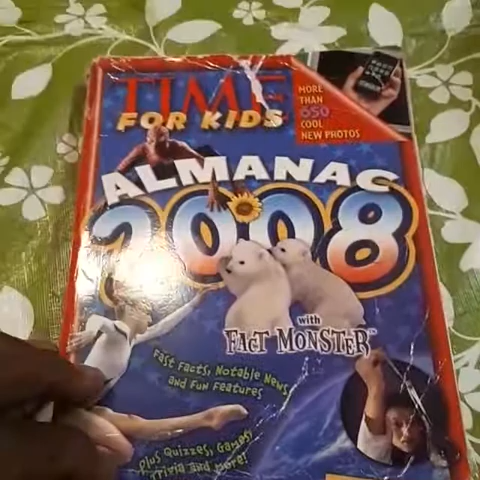 TIME
FOR KIDS
MORE
THAN
650
COOL
NEW PHOTOS
ALMANAC
2008
with
FACT MONSTER™
Fast Facts, Notable News
and Fun Features
Plus Quizzes, Games,
Trivia and More!